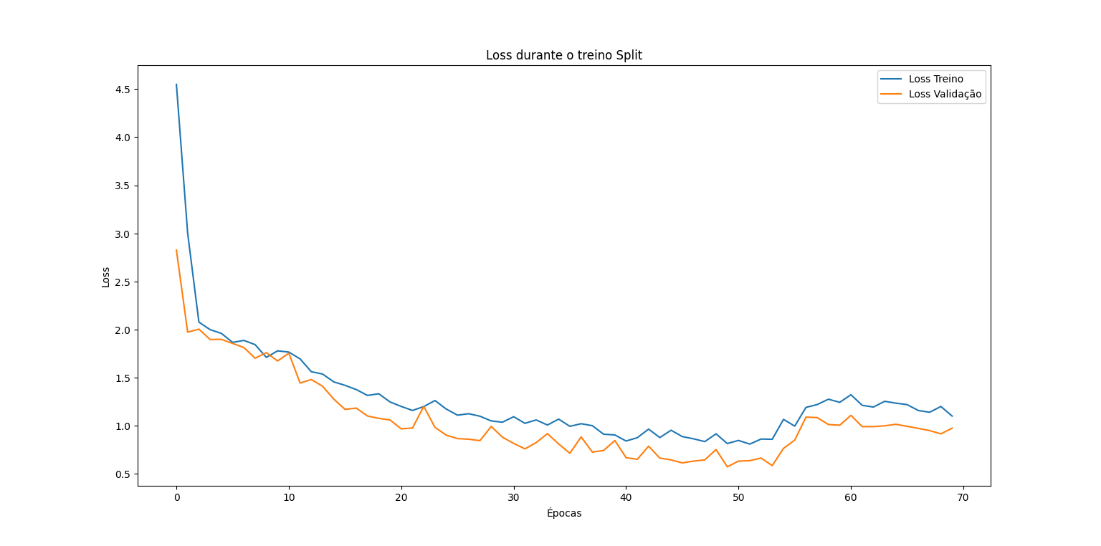 Loss durante o treino Split
Loss Treino
Loss Validação
4.5
4.0
3.5
3.0
2.5
2.0
1.5
1.0
0.5
Loss
0 10 20 30 40 50 60 70
Épocas